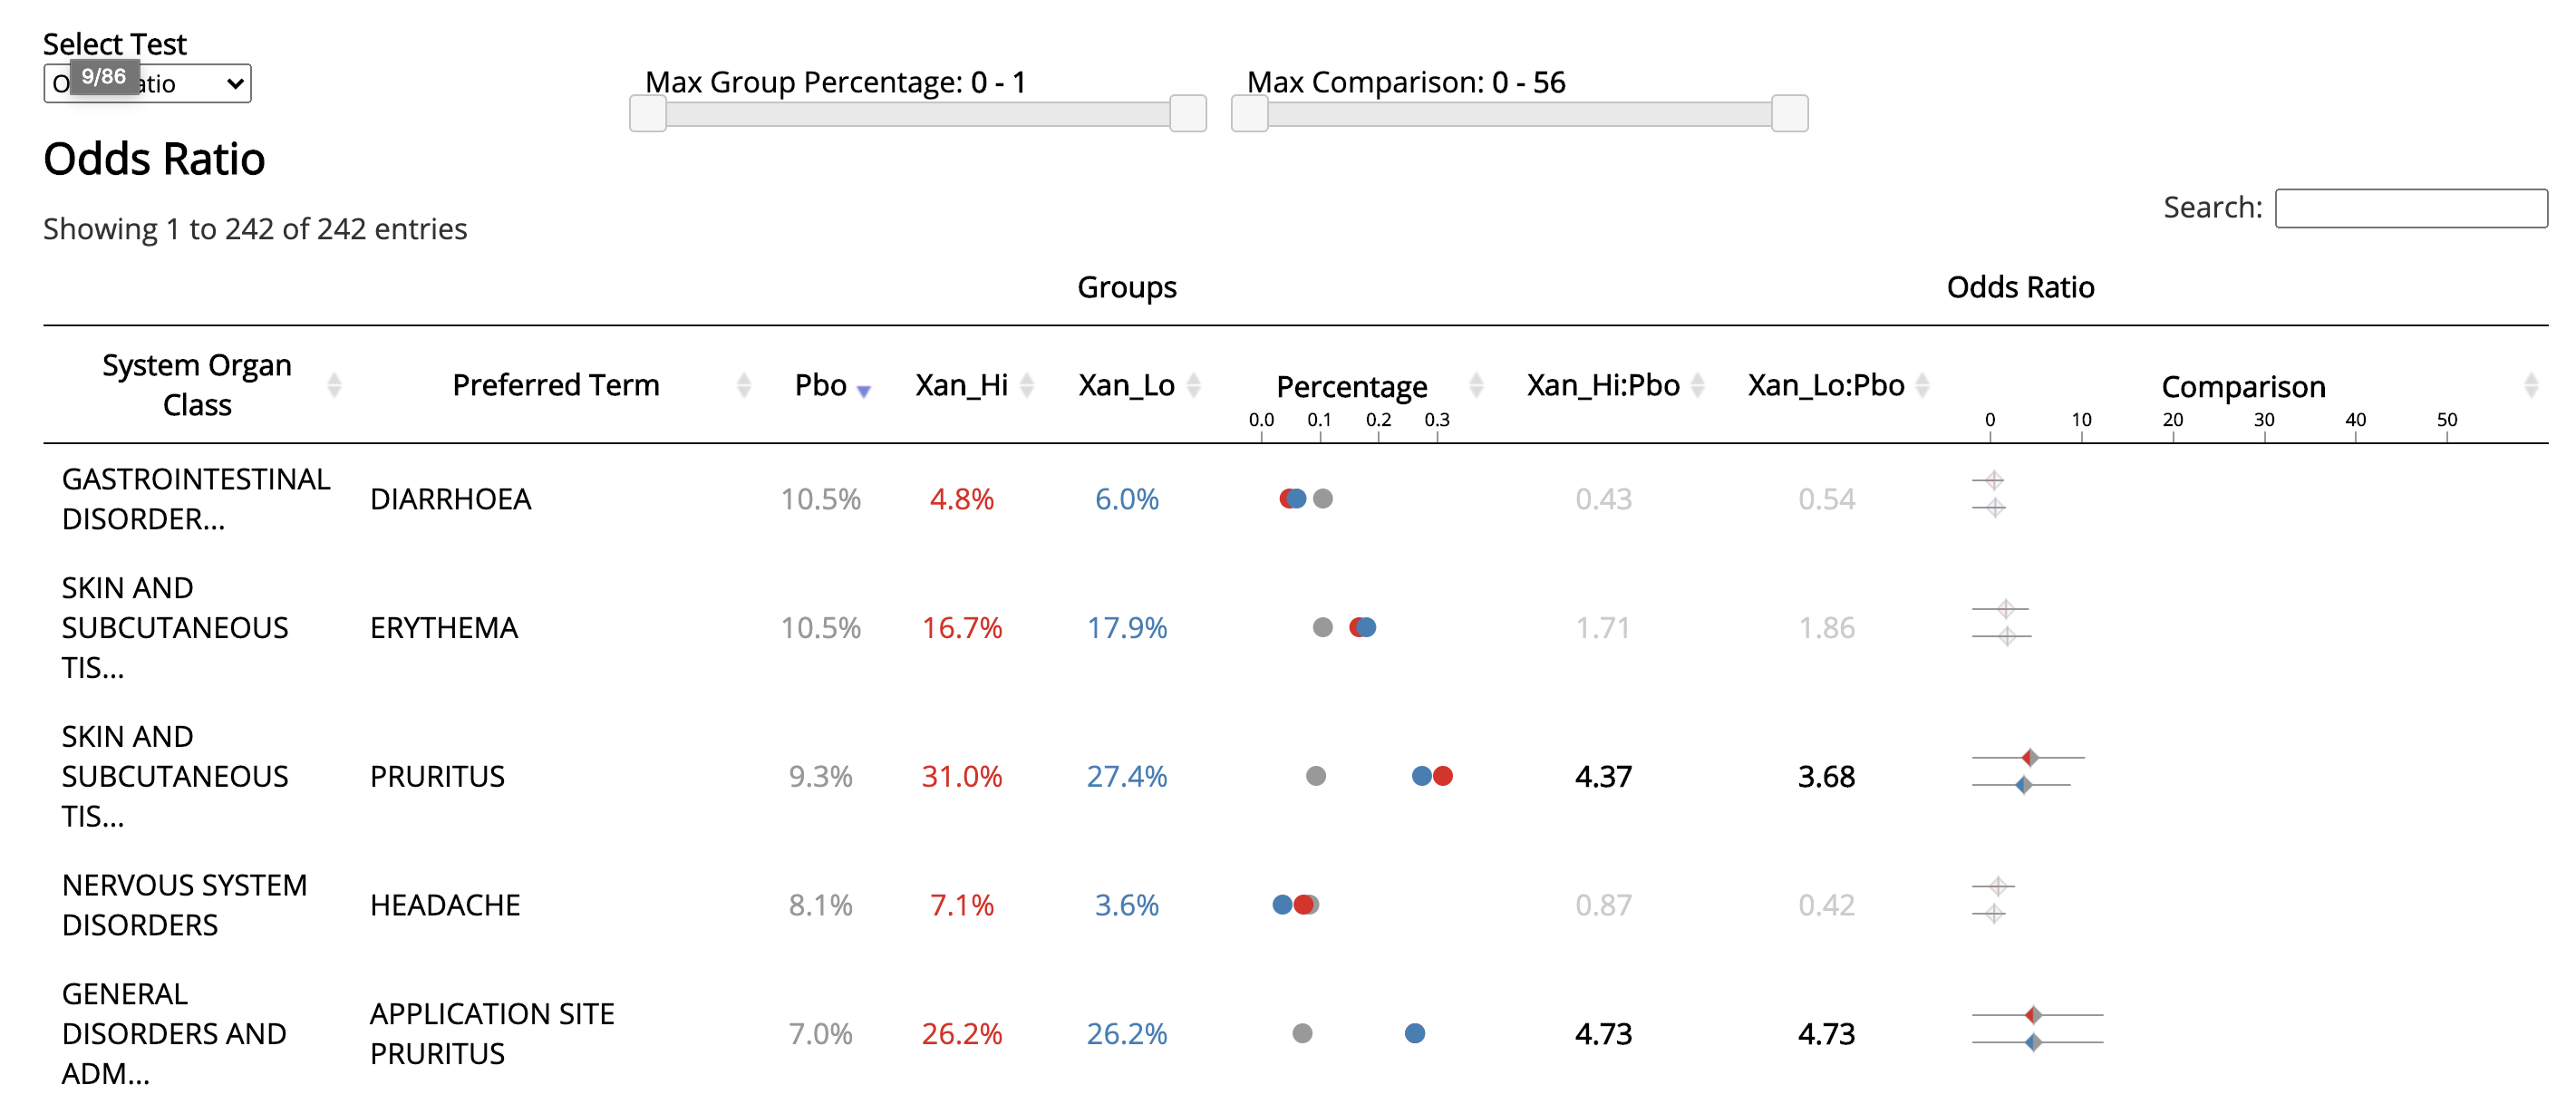 Select Test
9/86
O atio
Max Group Percentage: 0 - 1
Max Comparison: 0 - 56
Odds Ratio
Search:
Showing 1 to 242 of 242 entries
Groups
Odds Ratio
System Organ
Class
Preferred Term
Pbo
Xan_Hi
Xan_Lo
Percentage
0.0 0.1 0.2 0.3
Xan_Hi:Pbo
Xan_Lo:Pbo
Comparison
0 10 20 30 40 50
GASTROINTESTINAL
DISORDER...
DIARRHOEA
10.5% 4.8% 6.0% 0.43 0.54
SKIN AND
SUBCUTANEOUS
TIS...
ERYTHEMA
10.5% 16.7% 17.9% 1.71 1.86
SKIN AND
SUBCUTANEOUS
TIS...
PRURITUS
9.3% 31.0% 27.4% 4.37 3.68
NERVOUS SYSTEM
DISORDERS
HEADACHE
8.1% 7.1% 3.6% 0.87 0.42
GENERAL
DISORDERS AND
ADM...
APPLICATION SITE
PRURITUS
7.0% 26.2% 26.2% 4.73 4.73